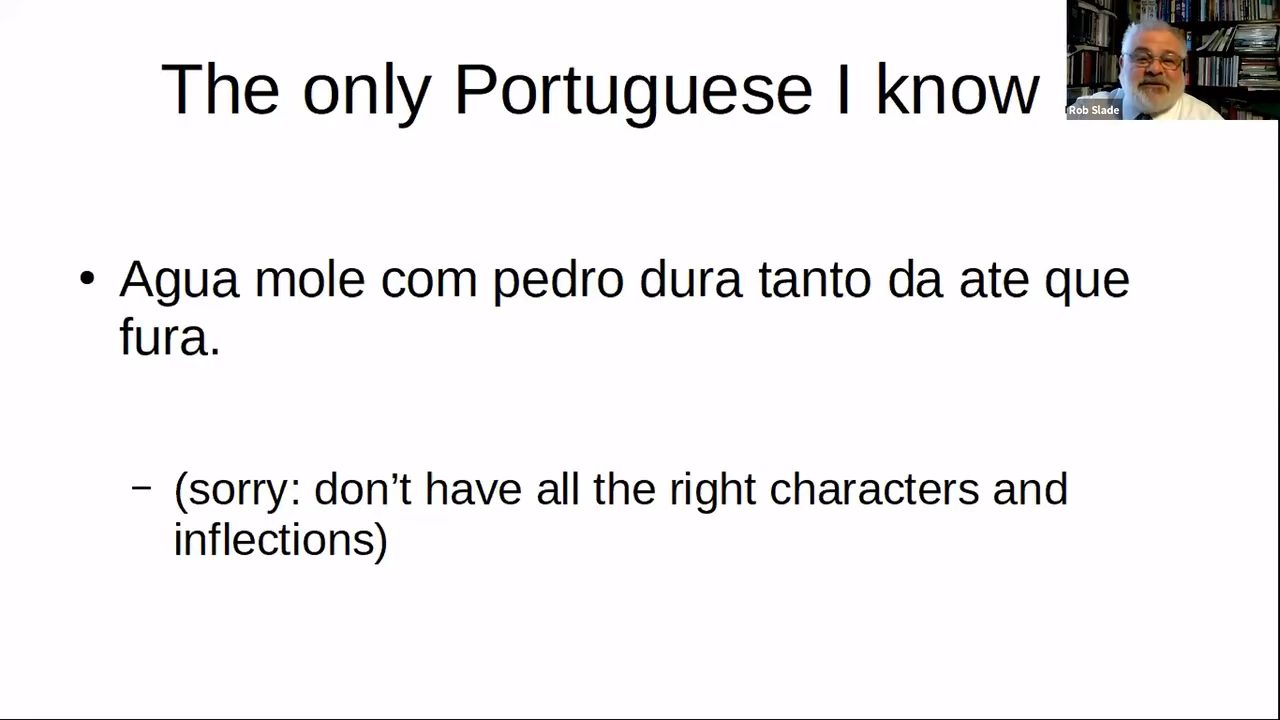 The only Portuguese I know
Rob Slade
• Agua mole com pedro dura tanto da ate que
fura.
– (sorry: don’t have all the right characters and
inflections)